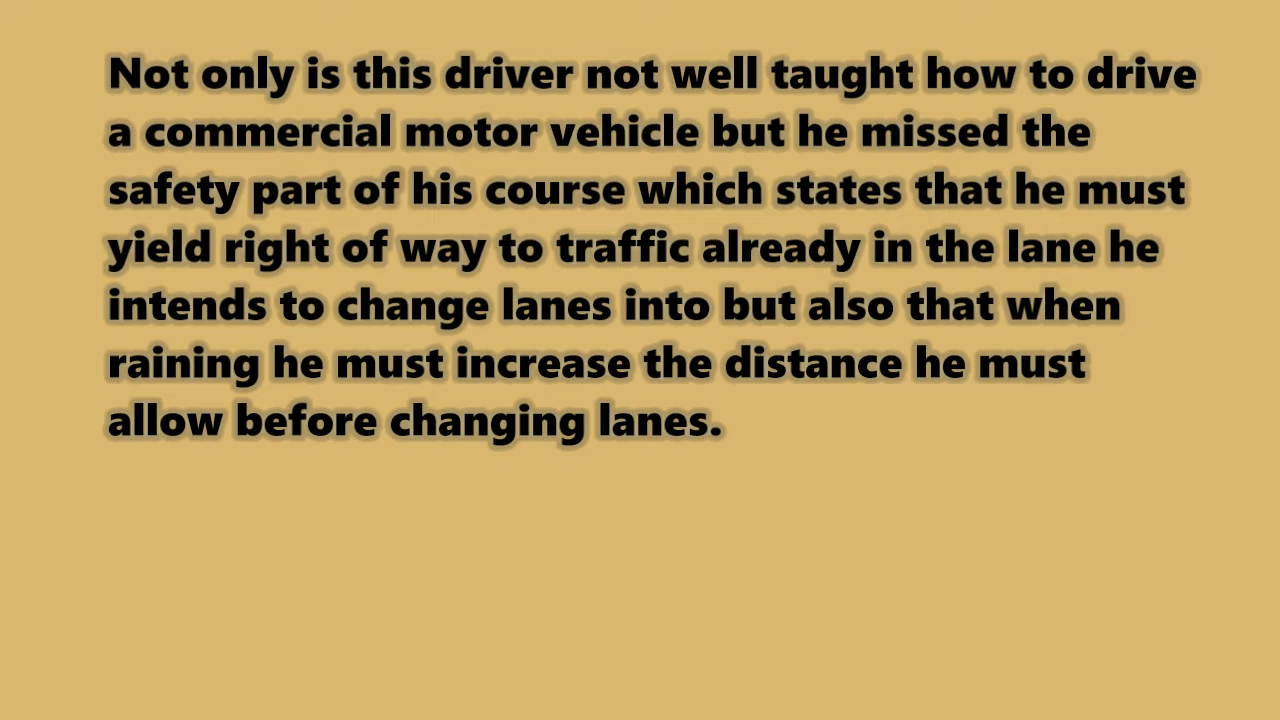 Not only is this driver not well taught how to drive
a commercial motor vehicle but he missed the
safety part of his course which states that he must
yield right of way to traffic already in the lane he
intends to change lanes into but also that when
raining he must increase the distance he must
allow before changing lanes.